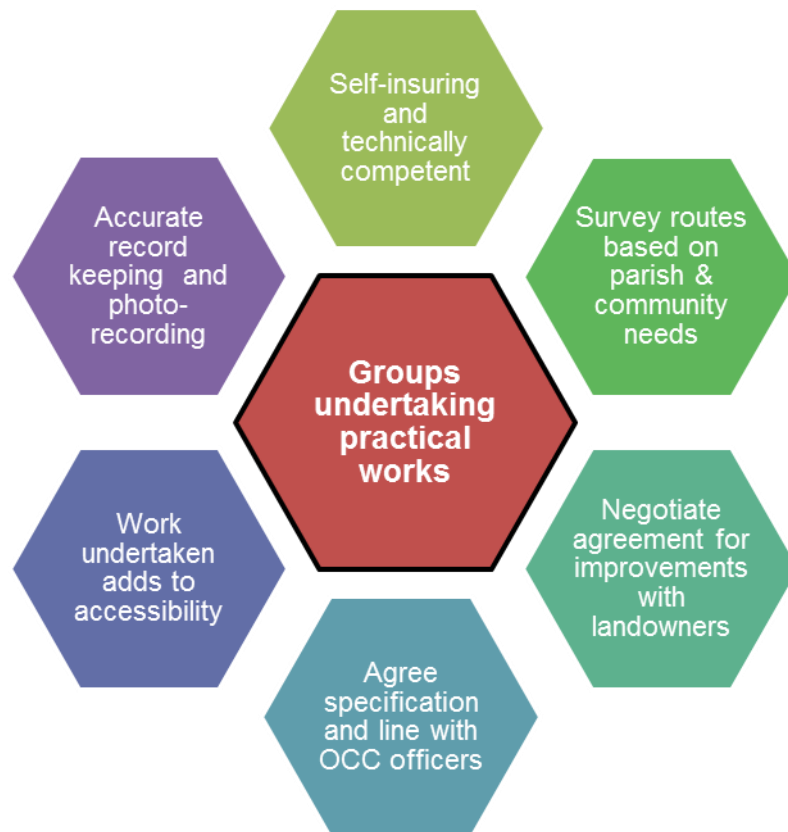 Self-insuring
and
technically
competent
Survey routes
based on
parish &
community
needs
Negotiate
agreement for
improvements
with
landowners
Agree
specification
and line with
OCC officers
Work
undertaken
adds to
accessibility
Accurate
record
keeping and
photo-
recording
Groups
undertaking
practical
works